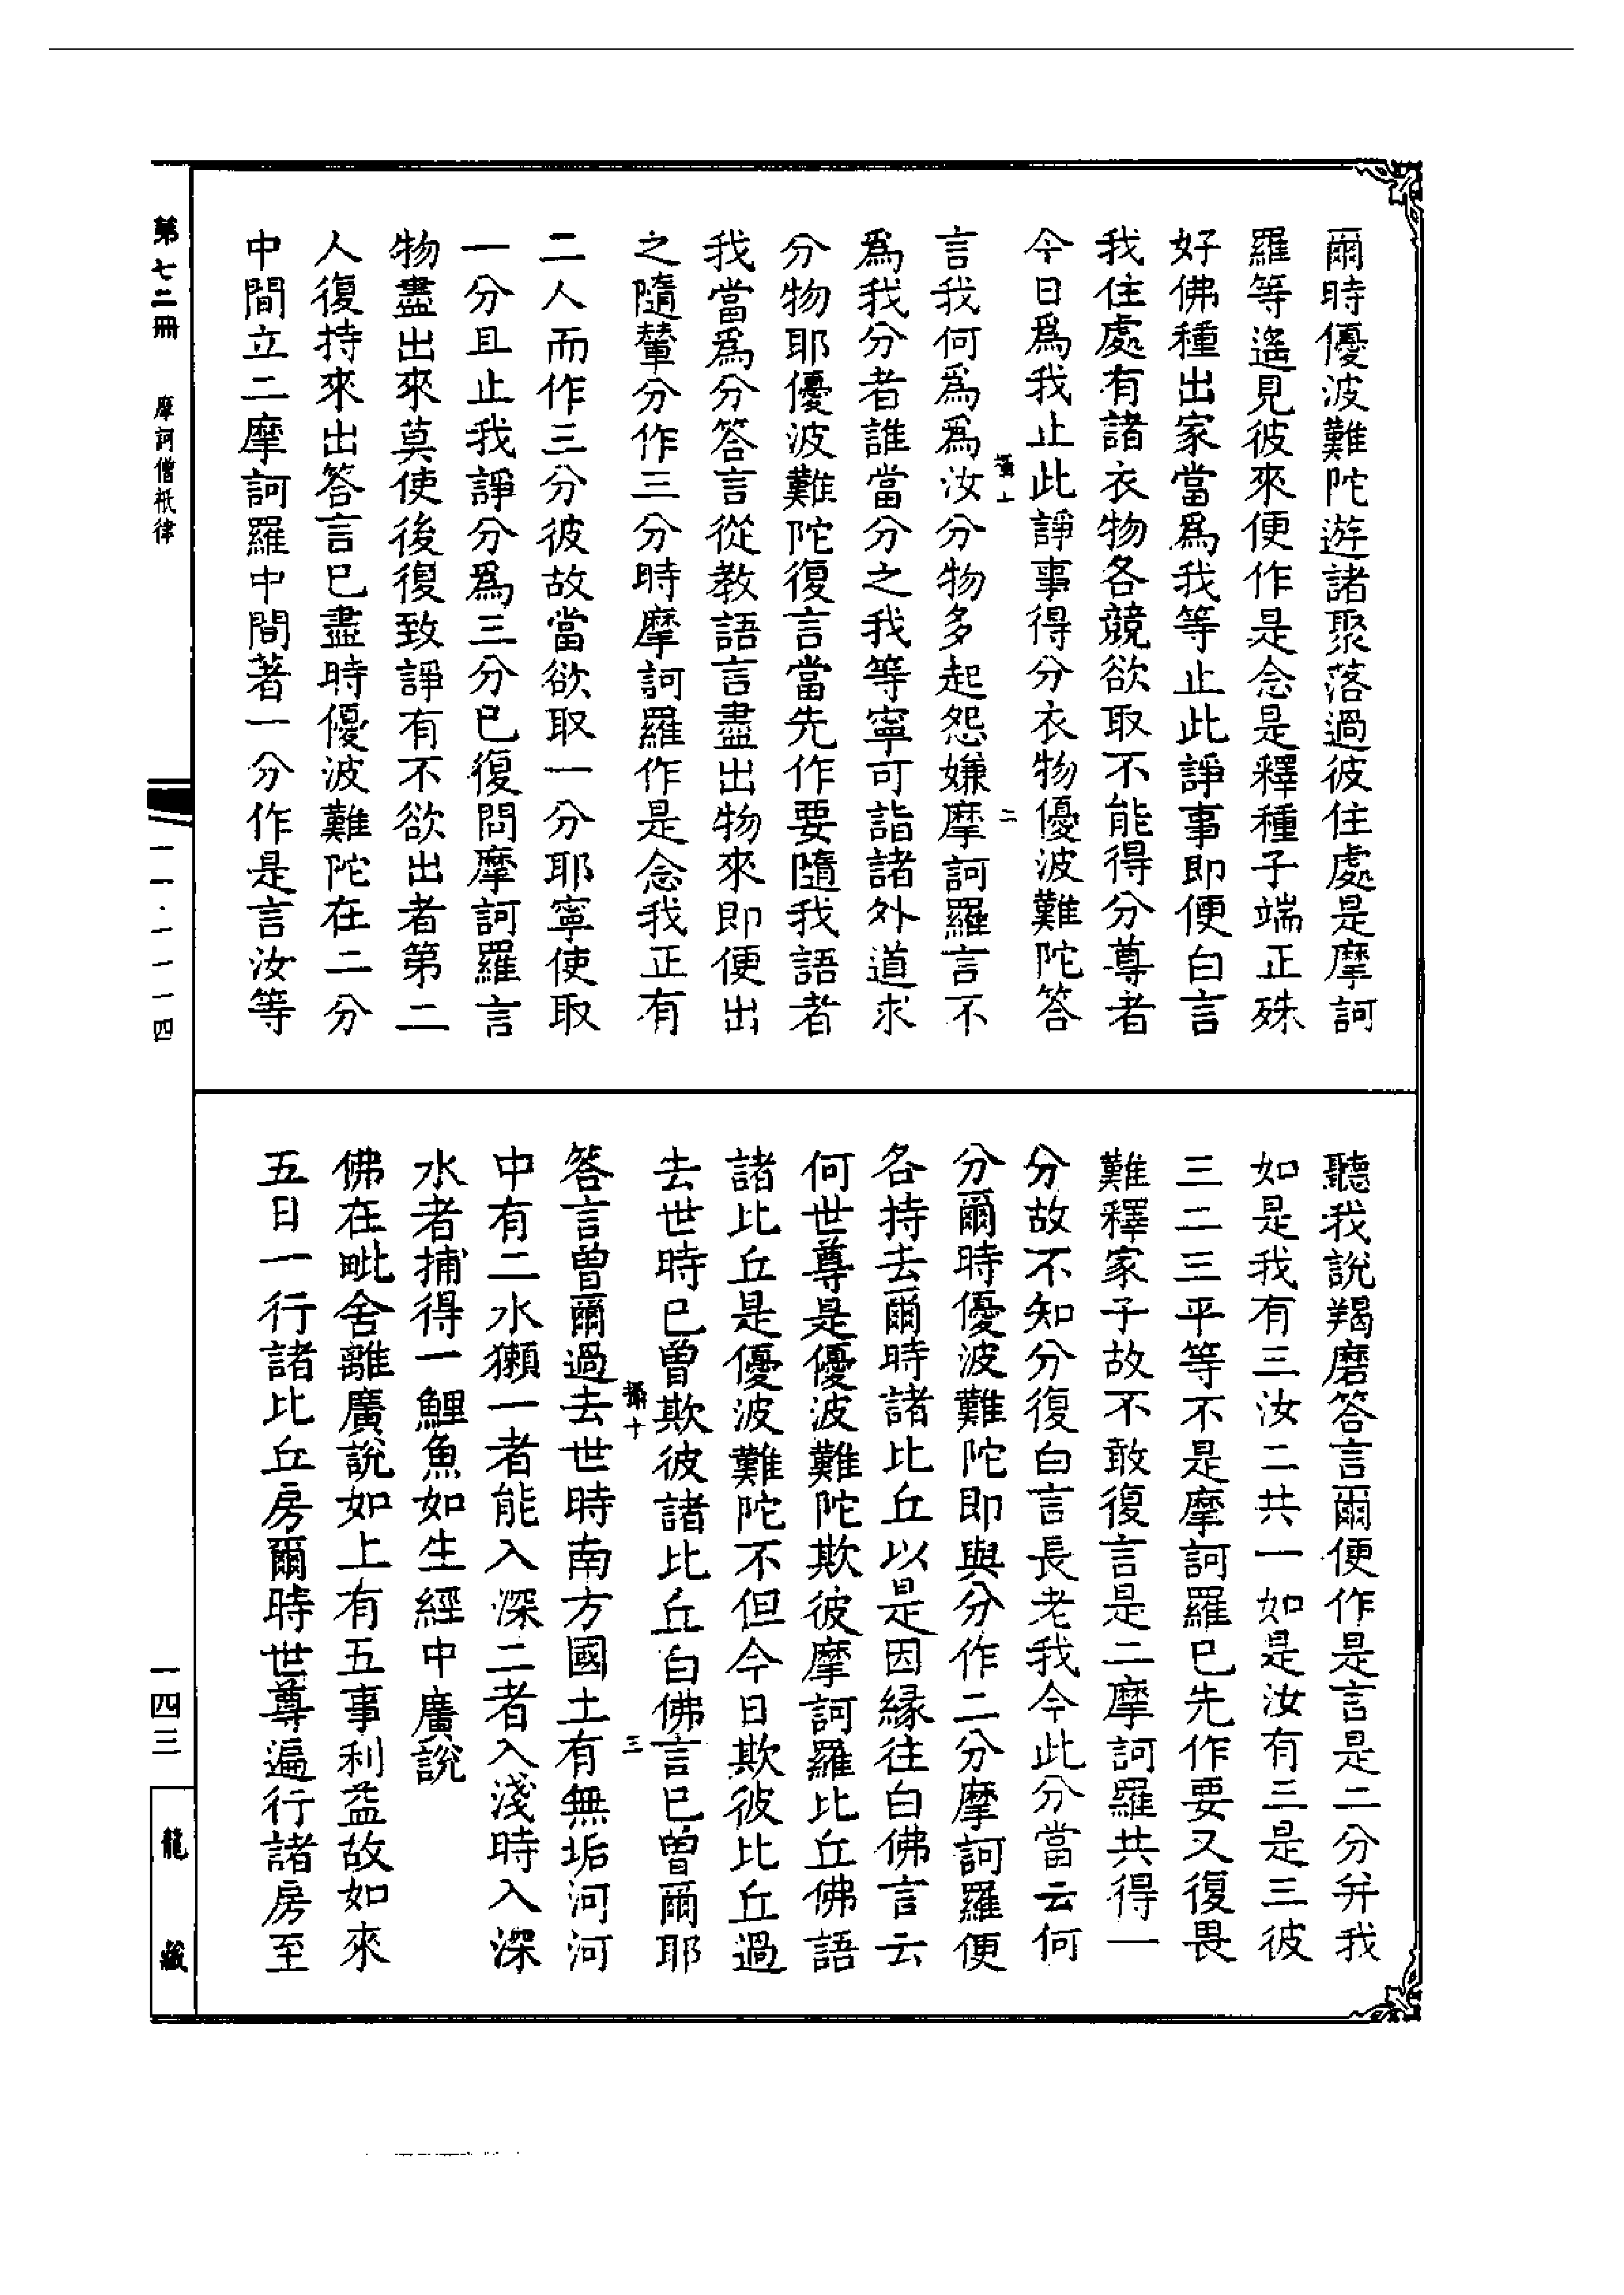 爾時優波難陀遊諸聚落過彼住處是摩訶
羅等遙見彼來便作是念是釋種子端正殊
好佛種出家當爲我等止此諍事即便白言
我住處有諸衣物各競欲取不能得分尊者
今日爲我止此諍事得分衣物優波難陀答
攝十 二
言我何爲爲汝分物多起怨嫌摩訶羅言不
爲我分者誰當分之我等寧可詣諸外道求
分物耶優波難陀復言當先作要隨我語者
我當爲分答言從教語言盡出物來即便出
之隨輦分作三分時摩訶羅作是念我正有
二人而作三分彼故當欲取一分耶寧使取
一分且止我諍分爲三分已復問摩訶羅言
物盡出來莫使後復致諍有不欲出者第二
人復持來出答言已盡時優波難陀在二分
中間立二摩訶羅中間著一分作是言汝等
聽我說羯磨答言爾便作是言是二分并我
如是我有三汝二共一如是汝有三是三彼
三二三平等不是摩訶羅已先作要又復畏
難釋家子故不敢復言是二摩訶羅共得一
分故不知分復白言長老我今此分當云何
分爾時優波難陀即與分作二分摩訶羅便
各持去爾時諸比丘以是因緣往白佛言云
何世尊是優波難陀欺彼摩訶羅比丘佛語
諸比丘是優波難陀不但今日欺彼比丘過
去世時已曾欺彼諸比丘白佛言已曾爾耶
攝十 三
答言曾爾過去世時南方國土有無垢河河
中有二水獺一者能入深二者入淺時入深
水者捕得一鯉魚如生經中廣說
佛在毗舍離廣說如上有五事利益故如來
五日一行諸比丘房爾時世尊遍行諸房至
第七二冊 摩訶僧祇律
一一·一一一四
一四三
龍藏